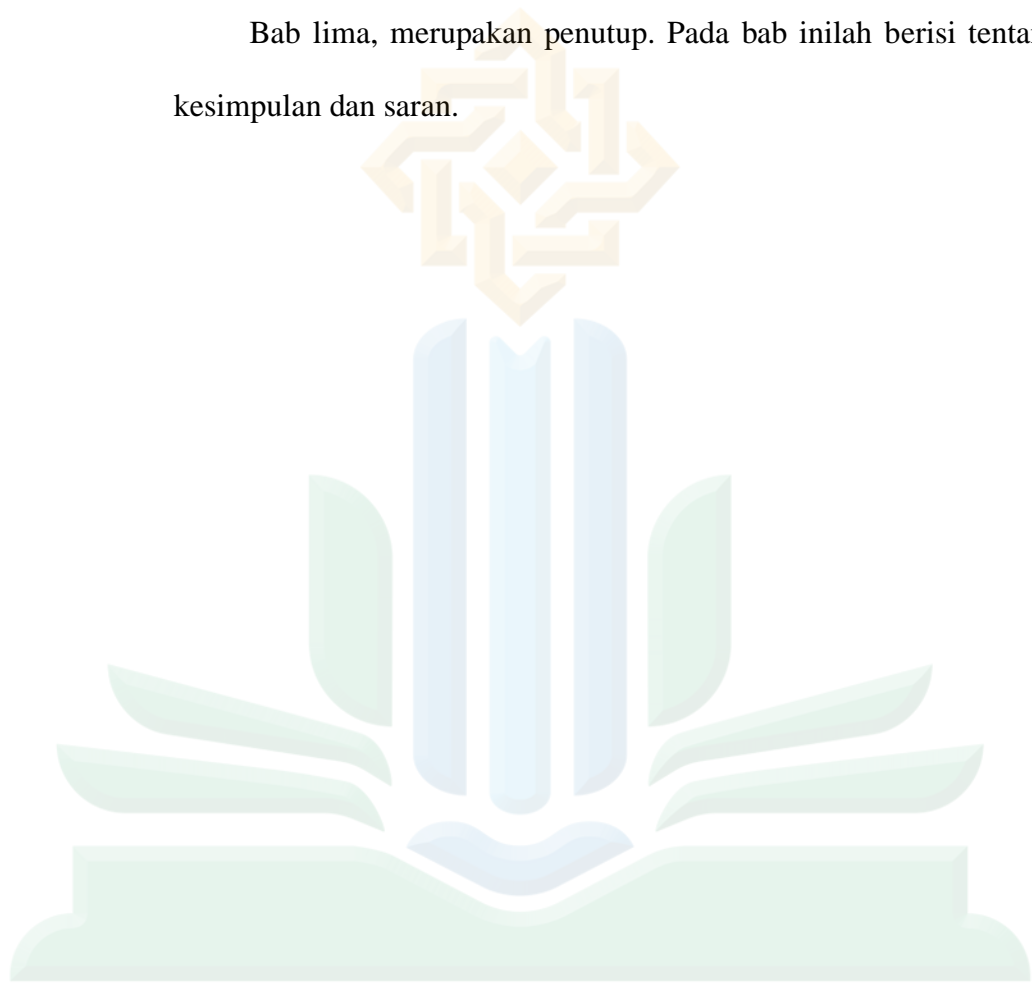 Bab lima, merupakan penutup. Pada bab inilah berisi
kesimpulan dan saran.